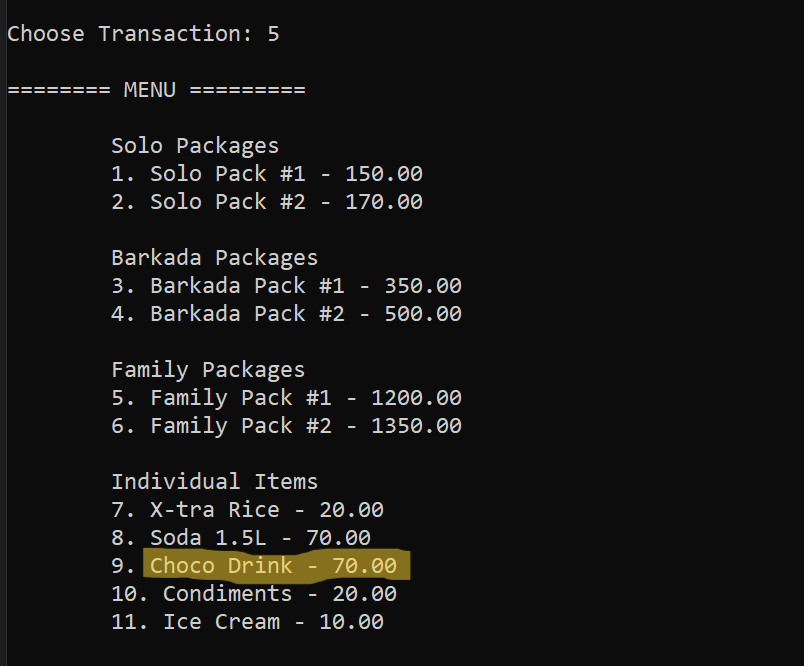 Choose Transaction: 5
======== MENU =========
Solo Packages
1. Solo Pack #1 - 150.00
2. Solo Pack #2 - 170.00
Barkada Packages
3. Barkada Pack #1 - 350.00
4. Barkada Pack #2 - 500.00
Family Packages
5. Family Pack #1 - 1200.00
6. Family Pack #2 - 1350.00
Individual Items
7. X-tra Rice - 20.00
8. Soda 1.5L - 70.00
9. Choco Drink - 70.00
10. Condiments - 20.00
11. Ice Cream - 10.00